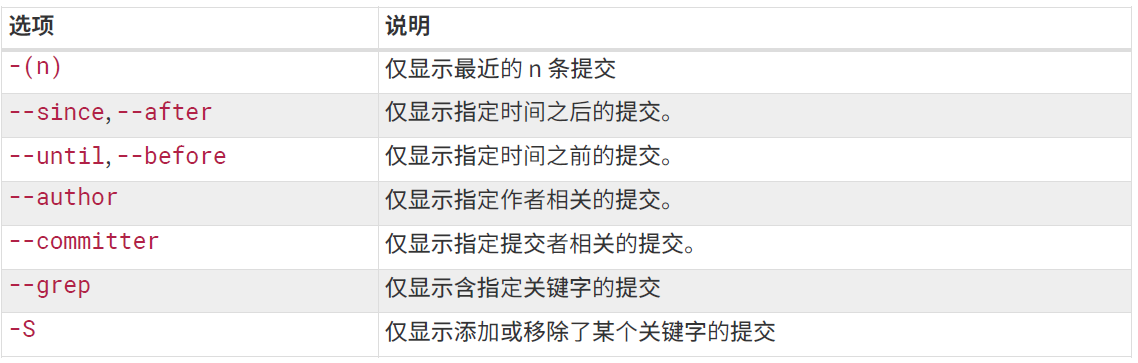 选项 说明
-(n) 仅显示最近的 n 条提交
--since, --after 仅显示指定时间之后的提交。
--until, --before 仅显示指定时间之前的提交。
--author 仅显示指定作者相关的提交。
--committer 仅显示指定提交者相关的提交。
--grep 仅显示含指定关键字的提交
-S 仅显示添加或移除了某个关键字的提交